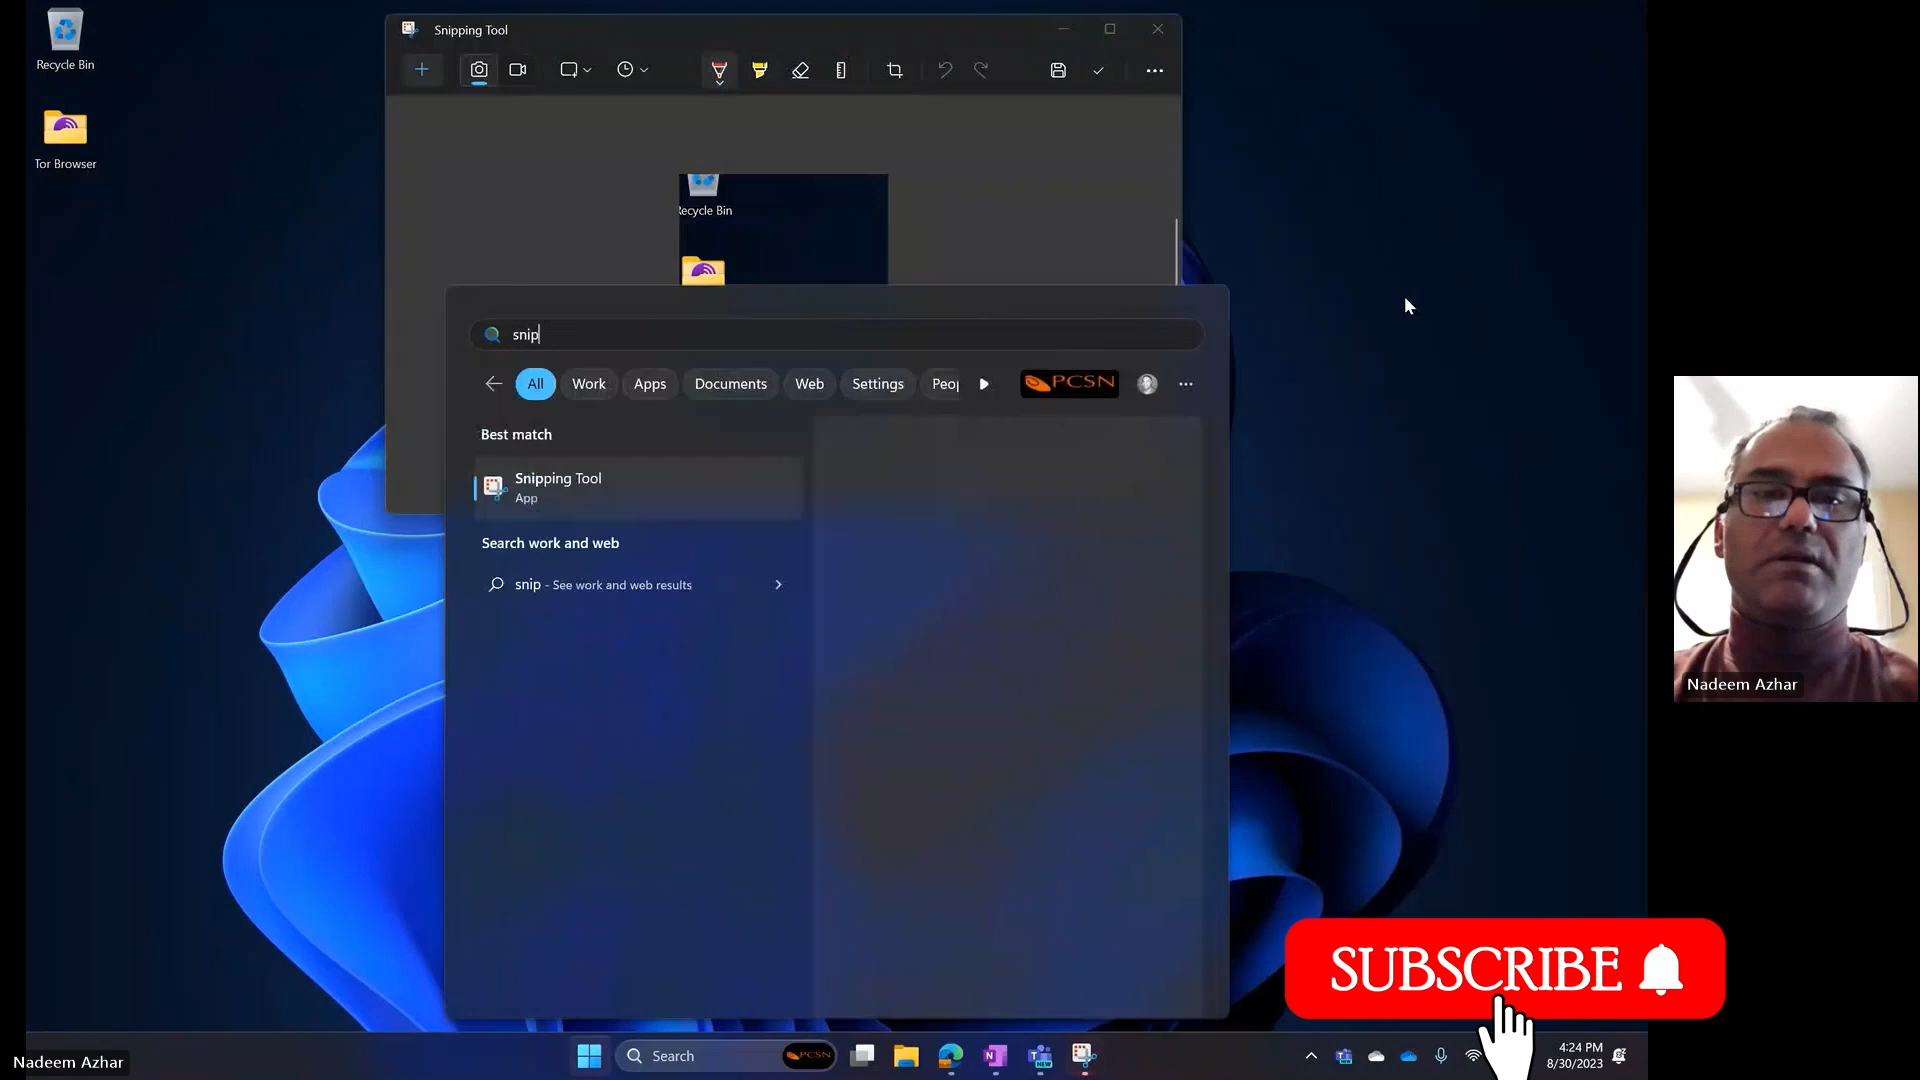 Recycle Bin
Tor Browser
Snipping Tool
Recycle Bin
snip
All
Work
Apps
Documents
Web
Settings
Peop
PCSN
Best match
Snipping Tool
App
Search work and web
snip - See work and web results
Nadeem Azhar
SUBSCRIBE
Nadeem Azhar
Search
PCSN
N
T
NEW
4:24 PM
8/30/2023